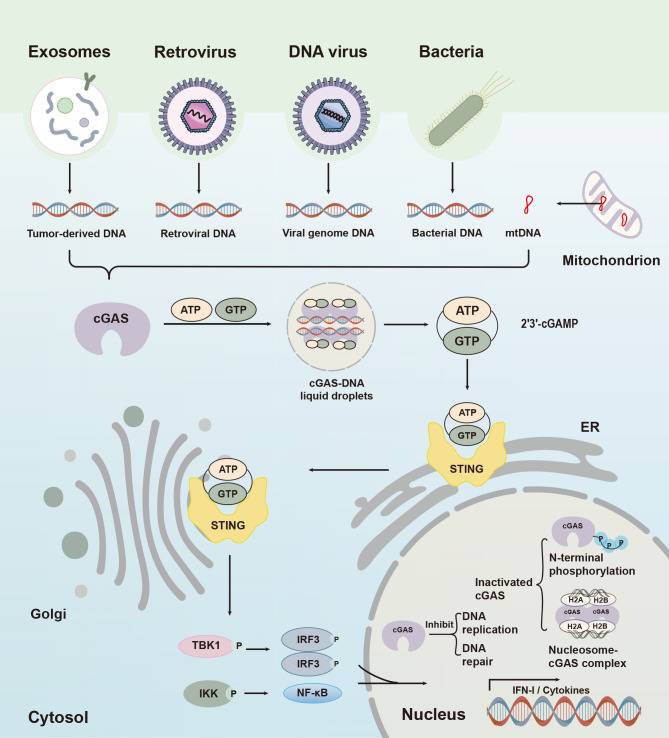 Exosomes
Retrovirus
DNA virus
Bacteria
Tumor-derived DNA
Retroviral DNA
Viral genome DNA
Bacterial DNA
mtDNA
Mitochondrion
cGAS
ATP
GTP
cGAS-DNA
liquid droplets
ATP
GTP
2'3'-cGAMP
ATP
GTP
STING
ER
ATP
GTP
STING
Golgi
TBK1
P
IRF3
P
IRF3
P
IKK
P
NF-κB
Cytosol
cGAS
Inhibit
DNA
replication
DNA
repair
Inactivated
cGAS
cGAS
P
P
P
N-terminal
phosphorylation
H2A
H2B
cGAS
cGAS
H2A
H2B
Nucleosome-
cGAS complex
IFN-I / Cytokines
Nucleus